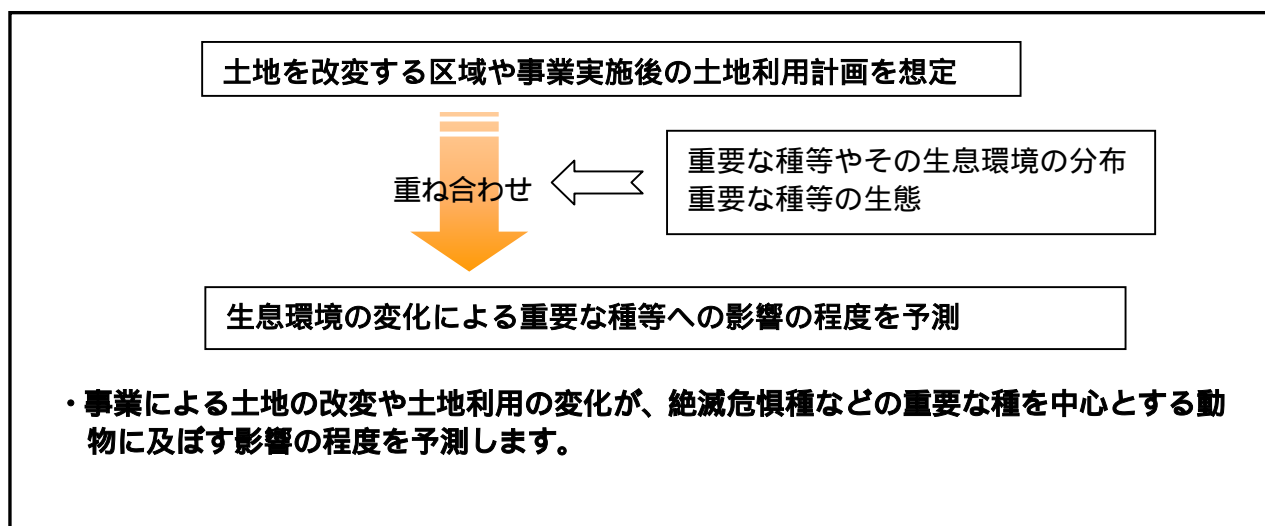 土地を改変する区域や事業実施後の土地利用計画を想定
重要な種等やその生息環境の分布
重要な種等の生態
重ね合わせ
生息環境の変化による重要な種等への影響の程度を予測
・事業による土地の改変や土地利用の変化が、絶滅危惧種などの重要な種を中心とする動
物に及ぼす影響の程度を予測します。